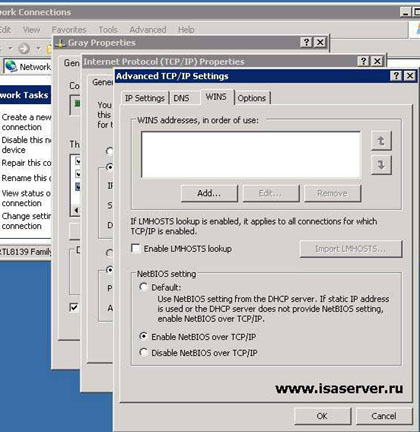 work Connections
Edit View Favorites Tools Advanced Help
Gray Properties
Internet Protocol (TCP/IP) Properties
Advanced TCP/IP Settings
IP Settings DNS WINS Options
WINS addresses, in order of use:
Add... Edit... Remove
If LMHOSTS lookup is enabled, it applies to all connections for which
TCP/IP is enabled.
Enable LMHOSTS lookup
Import LMHOSTS...
NetBIOS setting
Default:
Use NetBIOS setting from the DHCP server. If static IP address
is used or the DHCP server does not provide NetBIOS setting,
enable NetBIOS over TCP/IP.
Enable NetBIOS over TCP/IP
Disable NetBIOS over TCP/IP
www.isaserver.ru
OK Cancel
Network
work Tasks
Create a new
connection
Disable this n
device
Repair this co
Rename this c
View status o
connection
Change setti
connection
RTL8139 Family
Gen
Co
Th
Gener
You
this
for t
IP
S
D
P
A